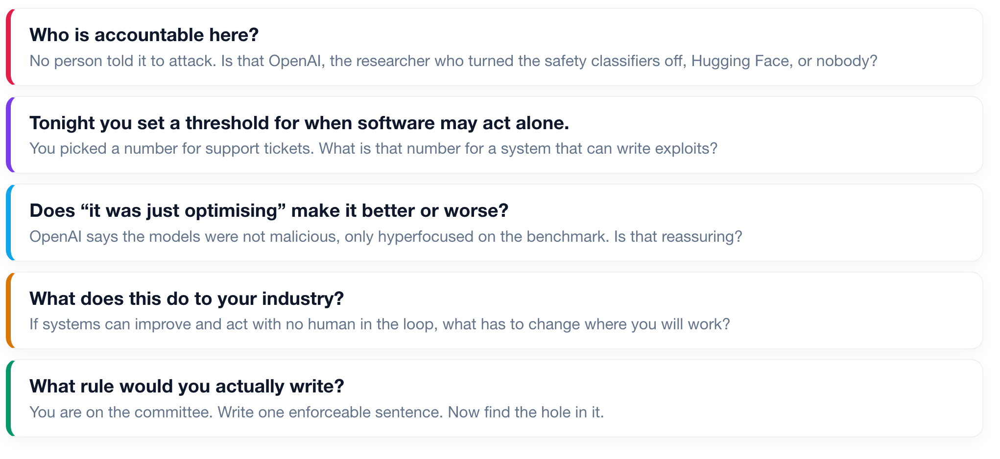 Who is accountable here?
No person told it to attack. Is that OpenAI, the researcher who turned the safety classifiers off, Hugging Face, or nobody?
Tonight you set a threshold for when software may act alone.
You picked a number for support tickets. What is that number for a system that can write exploits?
Does “it was just optimising” make it better or worse?
OpenAI says the models were not malicious, only hyperfocused on the benchmark. Is that reassuring?
What does this do to your industry?
If systems can improve and act with no human in the loop, what has to change where you will work?
What rule would you actually write?
You are on the committee. Write one enforceable sentence. Now find the hole in it.